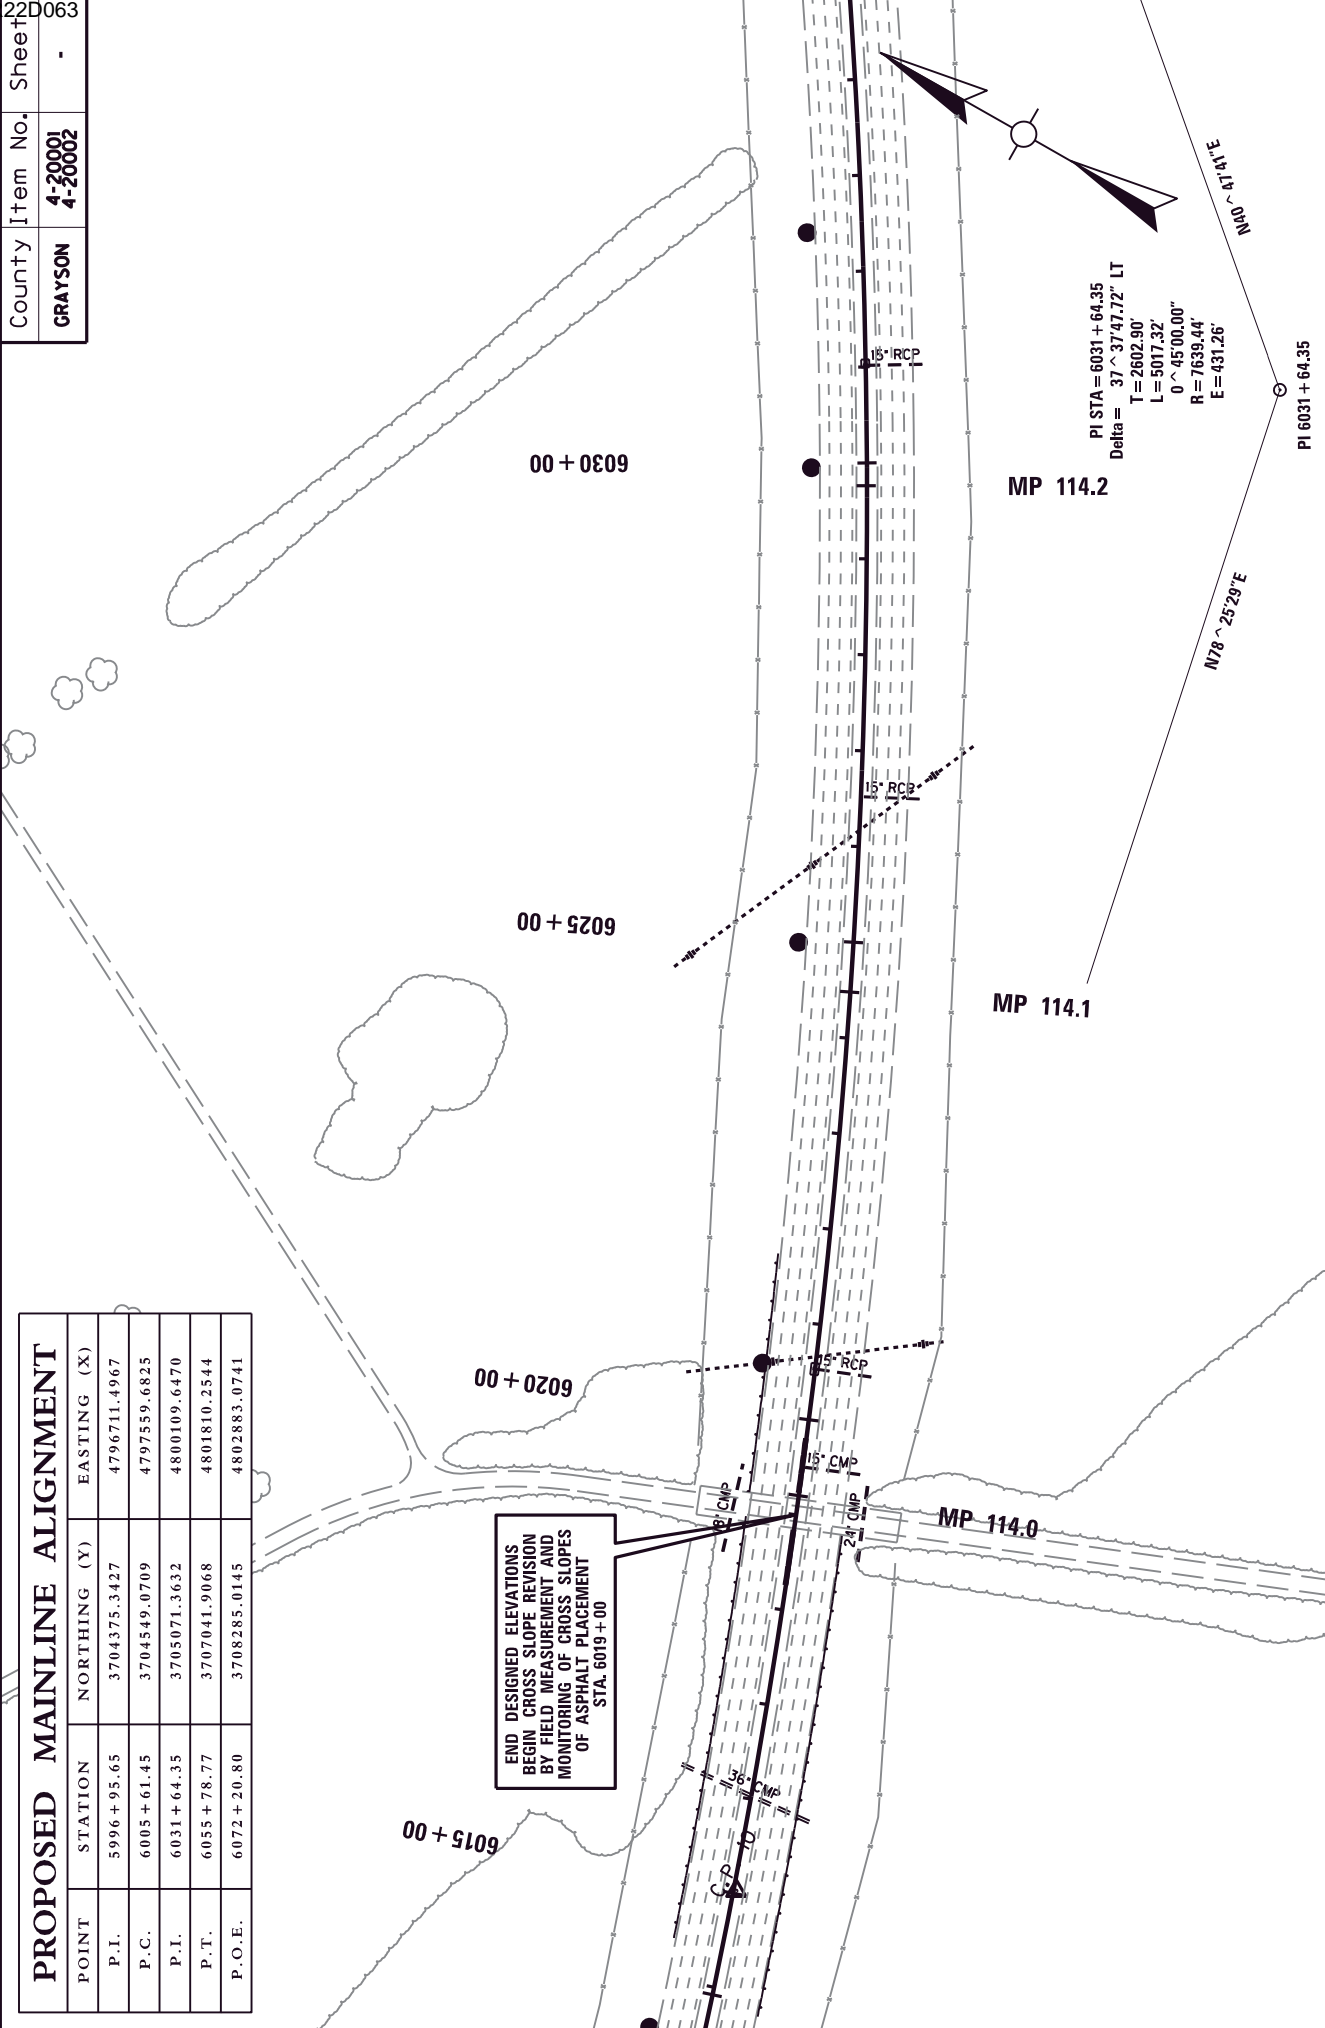 22D063
County Item No. Sheet
GRAYSON 4-20001 -
4-20002
6030 + 00
6025 + 00
6020 + 00
6015 + 00
15" RCP
15" RCP
15" RCP
15" CMP
8" CMP
24" CMP
36" CMP
C.P. 10
MP 114.2
MP 114.1
MP 114.0
PI STA = 6031 + 64.35
Delta = 37 ^ 37'47.72" LT
T = 2602.90'
L = 5017.32'
0 ^ 45'00.00"
R = 7639.44'
E = 431.26'
N40 ^ 47'41"E
PI 6031 + 64.35
N78 ^ 25'29"E
END DESIGNED ELEVATIONS
BEGIN CROSS SLOPE REVISION
BY FIELD MEASUREMENT AND
MONITORING OF CROSS SLOPES
OF ASPHALT PLACEMENT
STA. 6019 + 00
PROPOSED MAINLINE ALIGNMENT
POINT STATION NORTHING (Y) EASTING (X)
P.I. 5996 + 95.65 3704375.3427 4796711.4967
P.C. 6005 + 61.45 3704549.0709 4797559.6825
P.I. 6031 + 64.35 3705071.3632 4800109.6470
P.T. 6055 + 78.77 3707041.9068 4801810.2544
P.O.E. 6072 + 20.80 3708285.0145 4802883.0741